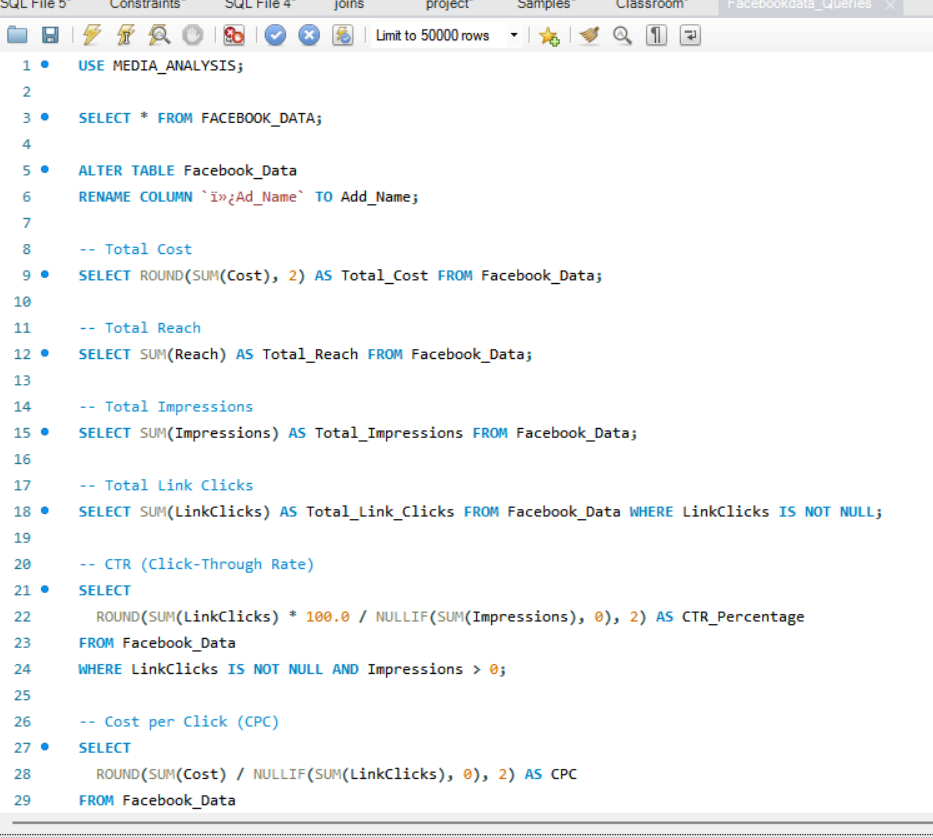 SQL File 5* Constraints* SQL File 4* joins project* Samples* Classroom* Facebookdata_Queries ×
Limit to 50000 rows
1 USE MEDIA_ANALYSIS;
2
3 SELECT * FROM FACEBOOK_DATA;
4
5 ALTER TABLE Facebook_Data
6 RENAME COLUMN `ï»¿Ad_Name` TO Add_Name;
7
8 -- Total Cost
9 SELECT ROUND(SUM(Cost), 2) AS Total_Cost FROM Facebook_Data;
10
11 -- Total Reach
12 SELECT SUM(Reach) AS Total_Reach FROM Facebook_Data;
13
14 -- Total Impressions
15 SELECT SUM(Impressions) AS Total_Impressions FROM Facebook_Data;
16
17 -- Total Link Clicks
18 SELECT SUM(LinkClicks) AS Total_Link_Clicks FROM Facebook_Data WHERE LinkClicks IS NOT NULL;
19
20 -- CTR (Click-Through Rate)
21 SELECT
22 ROUND(SUM(LinkClicks) * 100.0 / NULLIF(SUM(Impressions), 0), 2) AS CTR_Percentage
23 FROM Facebook_Data
24 WHERE LinkClicks IS NOT NULL AND Impressions > 0;
25
26 -- Cost per Click (CPC)
27 SELECT
28 ROUND(SUM(Cost) / NULLIF(SUM(LinkClicks), 0), 2) AS CPC
29 FROM Facebook_Data